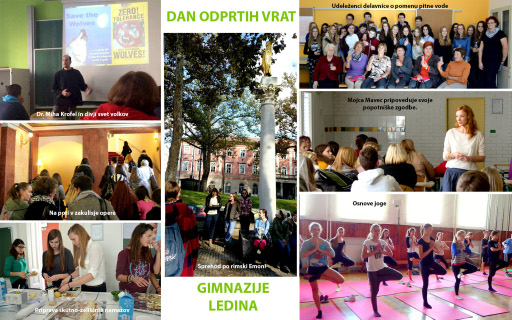 DAN ODPRTIH VRAT
Save the
Wolves
ZERO
TOLERANCE
WOLVES!
Dr. Miha Krofel in divji svet volkov
Na poti v zakulisje opere
Priprava skutno-zeliščnih namazov
Sprehod po rimski Emoni
GIMNAZIJE
LEDINA
Udeleženci delavnice o pomenu pitne vode
Mojca Mavec pripoveduje svoje
popotniške zgodbe.
Osnove joge